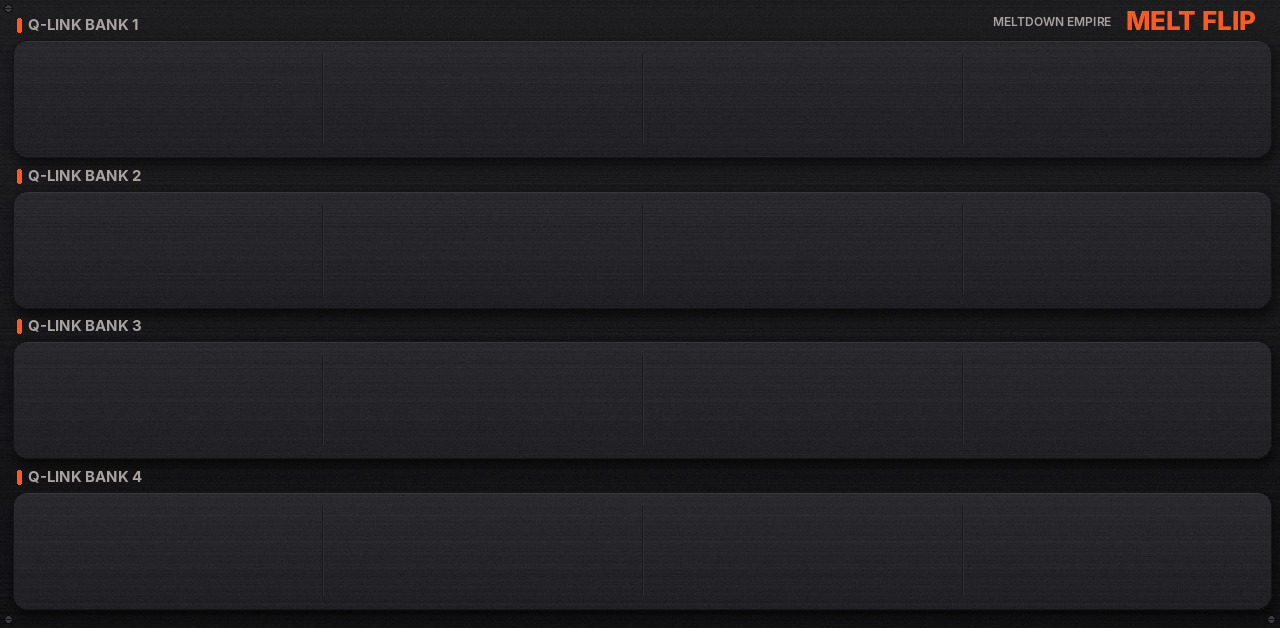 Q-LINK BANK 1
MELTDOWN EMPIRE MELT FLIP
Q-LINK BANK 2
Q-LINK BANK 3
Q-LINK BANK 4